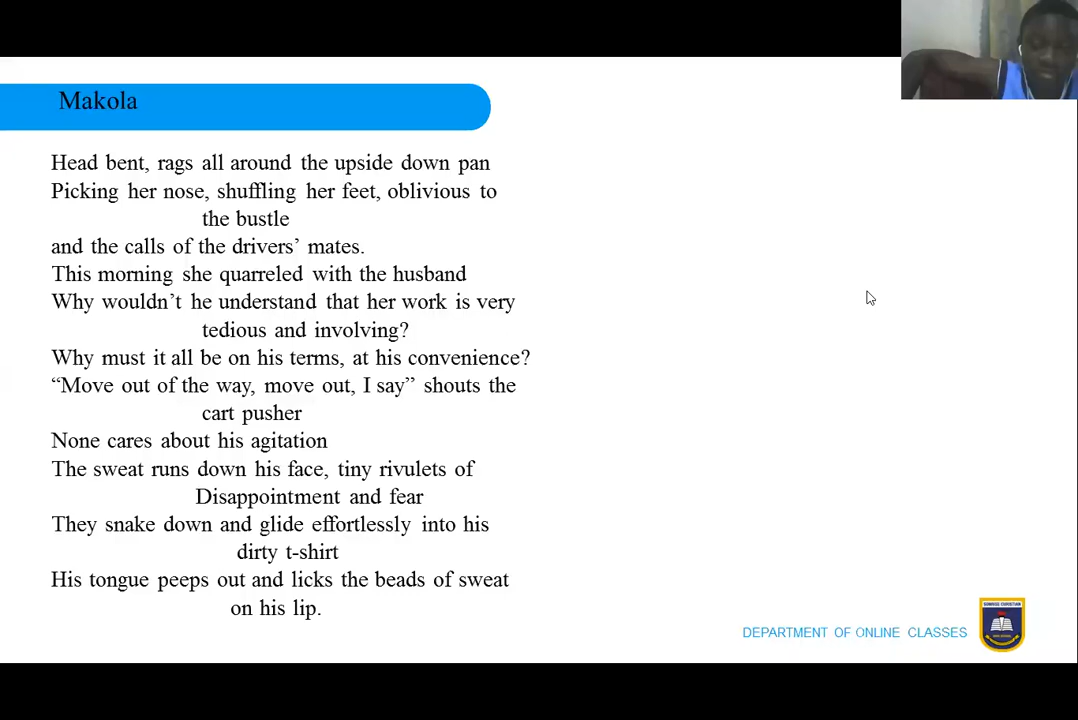 Makola
Head bent, rags all around the upside down pan
Picking her nose, shuffling her feet, oblivious to
the bustle
and the calls of the drivers’ mates.
This morning she quarreled with the husband
Why wouldn’t he understand that her work is very
tedious and involving?
Why must it all be on his terms, at his convenience?
“Move out of the way, move out, I say” shouts the
cart pusher
None cares about his agitation
The sweat runs down his face, tiny rivulets of
Disappointment and fear
They snake down and glide effortlessly into his
dirty t-shirt
His tongue peeps out and licks the beads of sweat
on his lip.
DEPARTMENT OF ONLINE CLASSES